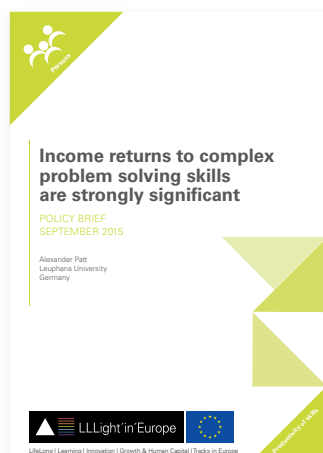 Persons
Income returns to complex
problem solving skills
are strongly significant
POLICY BRIEF
SEPTEMBER 2015
Alexander Patt
Leuphana University
Germany
LLLight´in´Europe
LifeLong | Learning | Innovation | Growth & Human Capital | Tracks in Europe
Productivity of skills